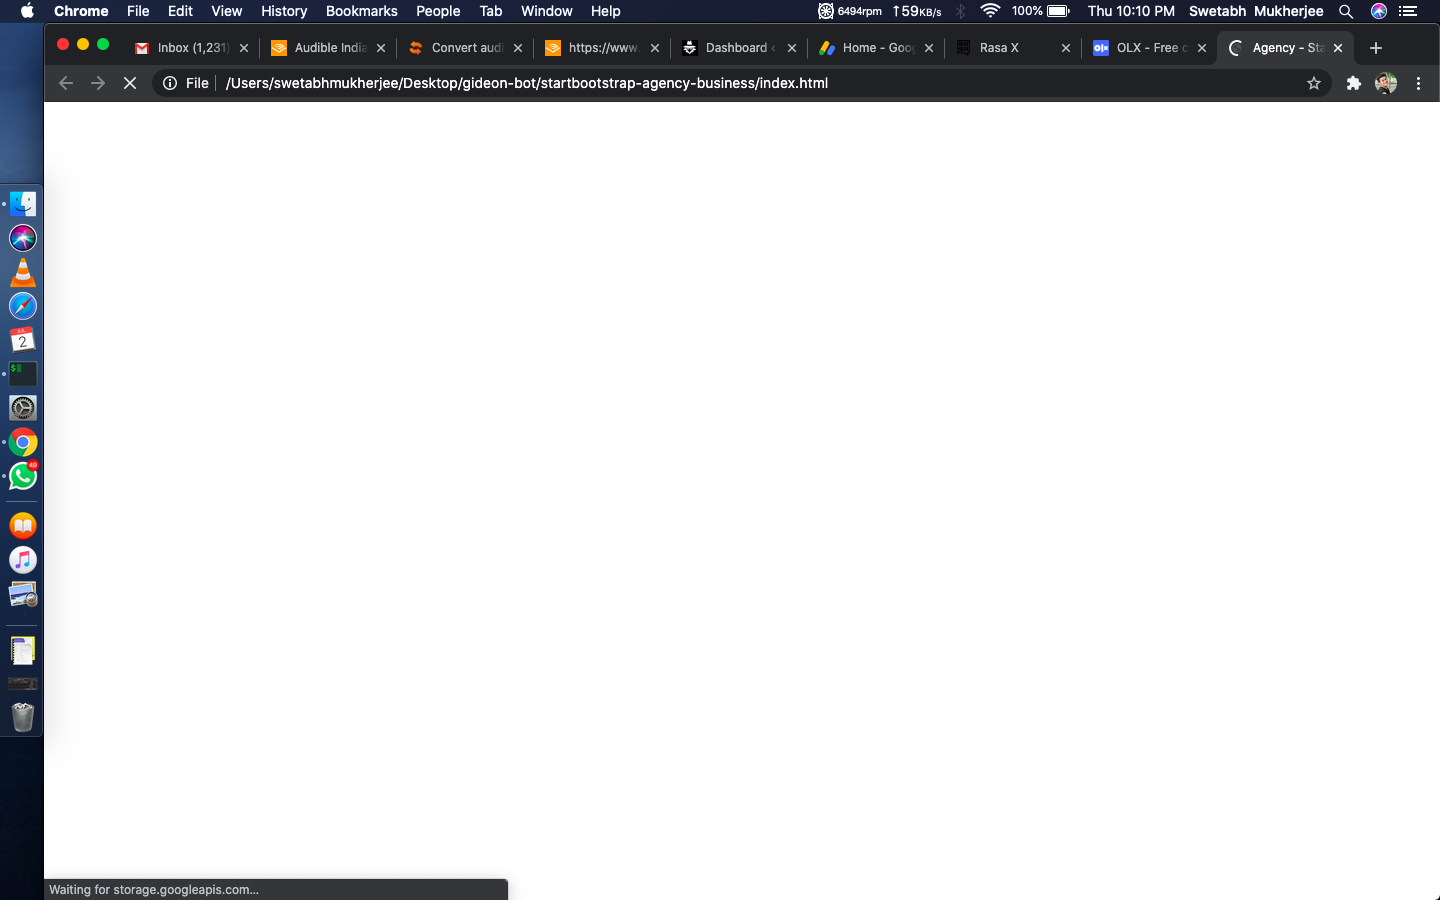 Chrome File Edit View History Bookmarks People Tab Window Help 6494rpm ↑59KB/s 100% Thu 10:10 PM Swetabh Mukherjee
Inbox (1,231) Audible India Convert audi https://www. Dashboard ‹ Home - Goog Rasa X OLX - Free c Agency - Sta
File /Users/swetabhmukherjee/Desktop/gideon-bot/startbootstrap-agency-business/index.html
JUL
2
$
49
Waiting for storage.googleapis.com...